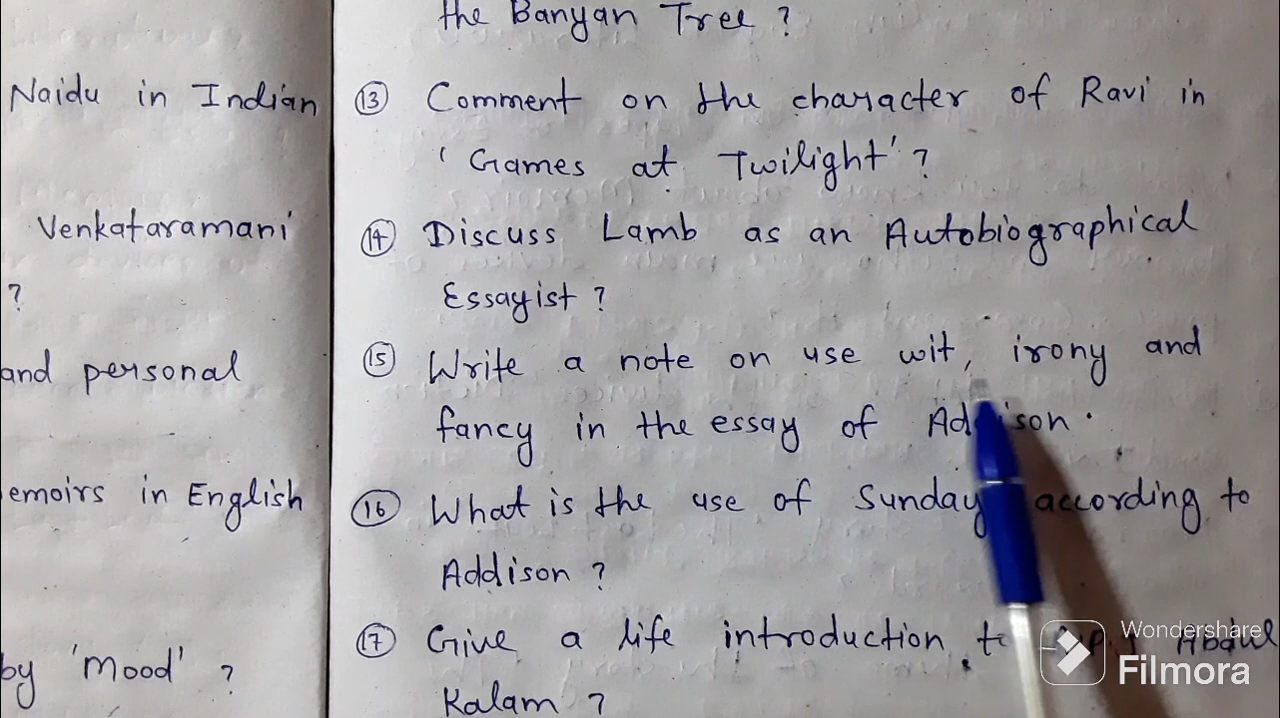 Naidu in Indian
Venkataramani
?
and personal
emoirs in English
by 'Mood' ?
the Banyan Tree ?
13 Comment on the character of Ravi in
'Games at Twilight' ?
14 Discuss Lamb as an Autobiographical
Essayist ?
15 Write a note on use wit, irony and
fancy in the essay of Addison.
16 What is the use of Sunday according to
Addison ?
17 Give a life introduction to Abdul
Kalam ?
Wondershare
Filmora